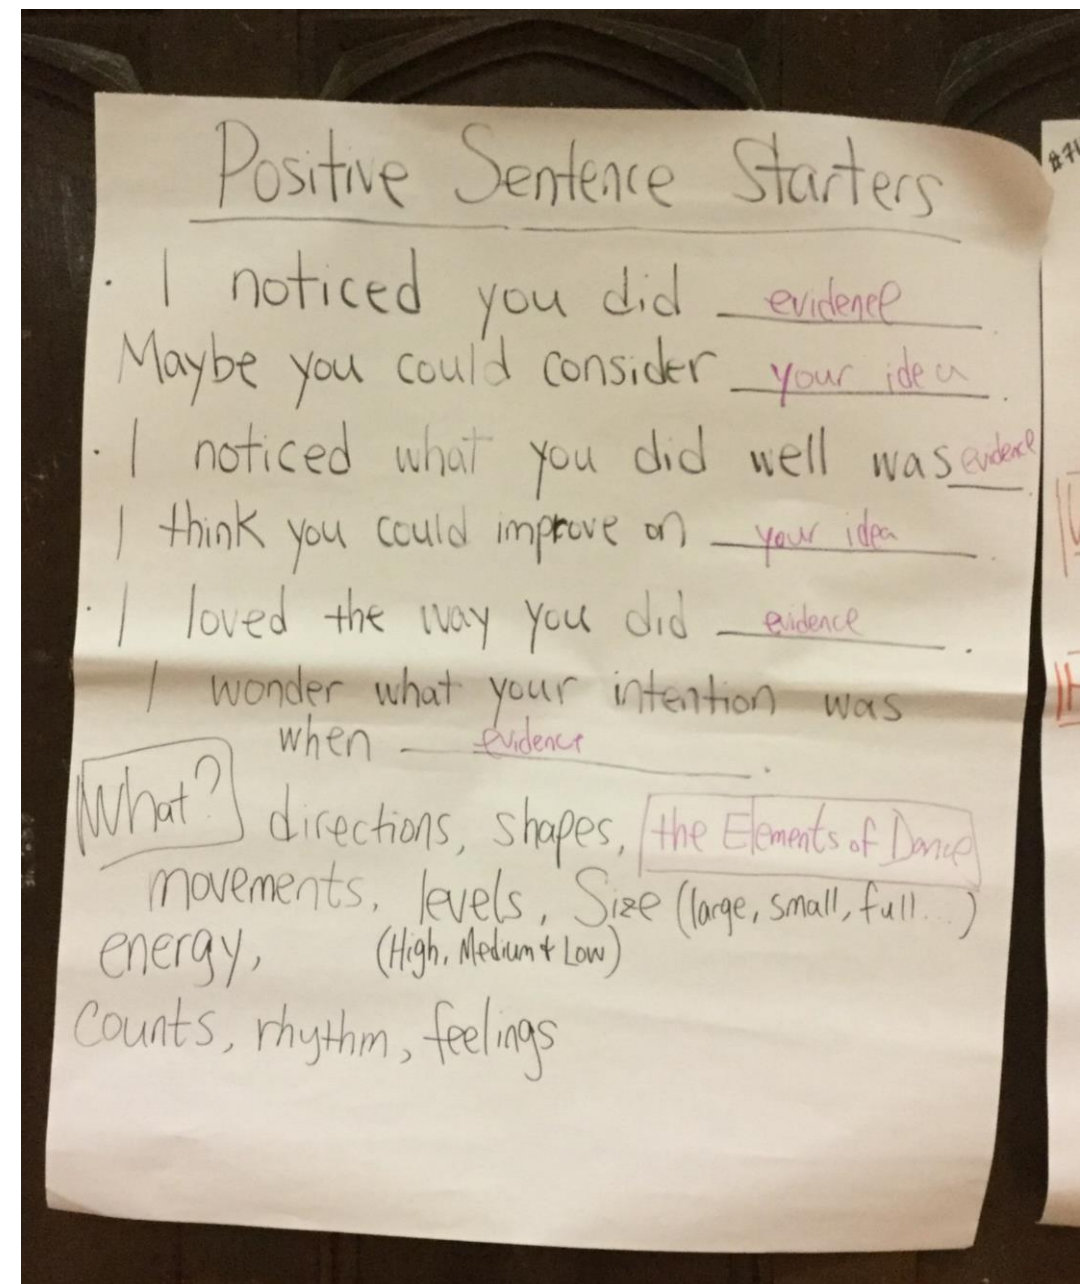 Positive Sentence Starters
· I noticed you did evidence
Maybe you could consider your idea.
· I noticed what you did well was evidence.
I think you could improve on your idea.
· I loved the way you did evidence.
I wonder what your intention was
when evidence.
What? directions, shapes, the Elements of Dance
movements, levels, Size (large, small, full...)
energy, (High, Medium + Low)
Counts, rhythm, feelings